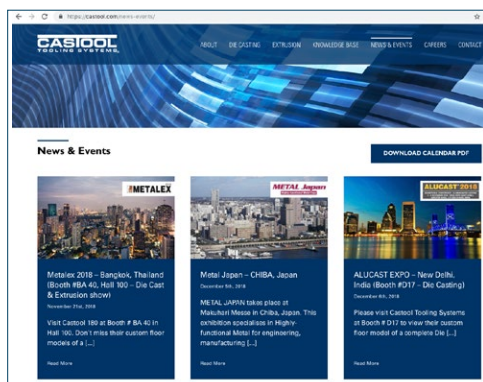 https://castool.com/news-events/
CASTOOL
TOOLING SYSTEMS
ABOUT DIE CASTING EXTRUSION KNOWLEDGE BASE NEWS & EVENTS CAREERS CONTACT
News & Events
DOWNLOAD CALENDAR PDF
METALEX
Metalex 2018 – Bangkok, Thailand
(Booth #BA 40, Hall 100 – Die Cast
& Extrusion show)
November 21st, 2018
Visit Castool 180 at Booth # BA 40 in
Hall 100. Don't miss their custom floor
models of a [...]
Read More
METAL Japan
Metal Japan – CHIBA, Japan
December 5th, 2018
METAL JAPAN takes place at
Makuhari Messe in Chiba, Japan. This
exhibition specialises in Highly-
functional Metal for engineering,
manufacturing [...]
Read More
ALUCAST 2018
ALUCAST EXPO – New Delhi,
India (Booth #D17 – Die Casting)
December 6th, 2018
Please visit Castool Tooling Systems
at Booth # D17 to view their custom
floor model of a complete Die [...]
Read More